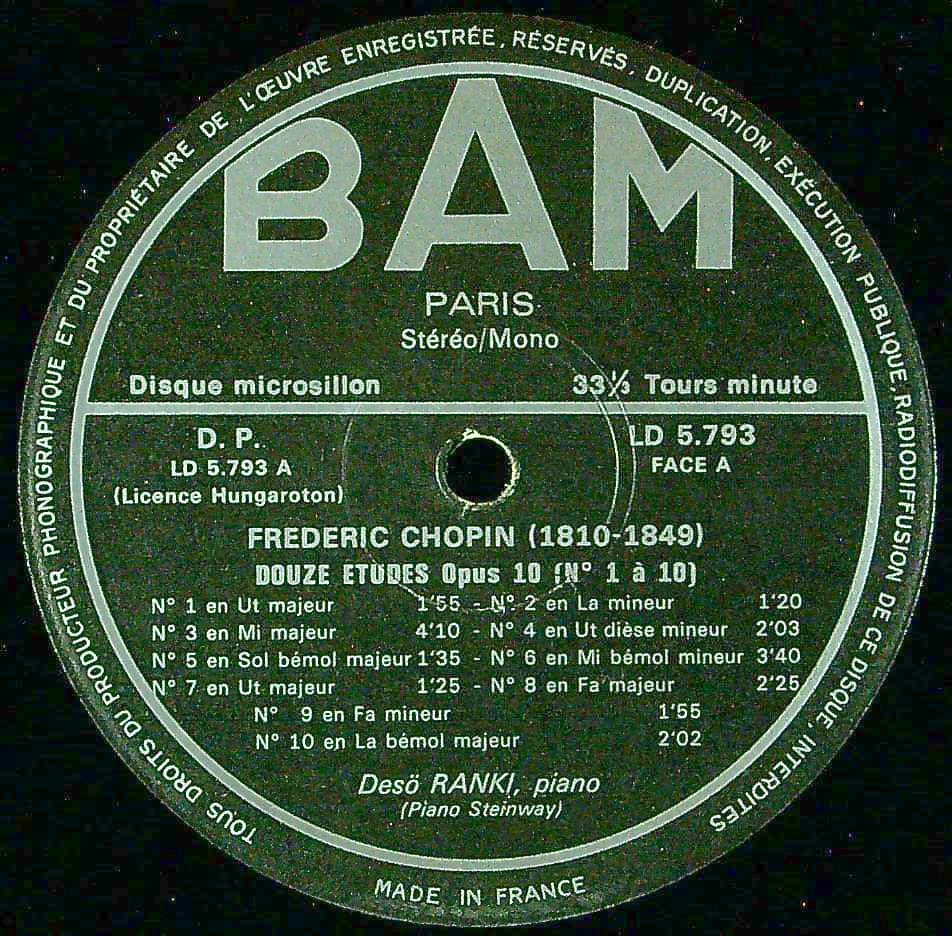 TOUS DROITS DU PRODUCTEUR PHONOGRAPHIQUE ET DU PROPRIÉTAIRE DE L'ŒUVRE ENREGISTRÉE, RÉSERVÉS. DUPLICATION, EXÉCUTION PUBLIQUE, RADIODIFFUSION DE CE DISQUE, INTERDITES
BAM
PARIS
Stéréo/Mono
Disque microsillon 33⅓ Tours minute
D. P. LD 5.793
LD 5.793 A FACE A
(Licence Hungaroton)
FREDERIC CHOPIN (1810-1849)
DOUZE ETUDES Opus 10 (N° 1 à 10)
N° 1 en Ut majeur 1'55 - N° 2 en La mineur 1'20
N° 3 en Mi majeur 4'10 - N° 4 en Ut dièse mineur 2'03
N° 5 en Sol bémol majeur 1'35 - N° 6 en Mi bémol mineur 3'40
N° 7 en Ut majeur 1'25 - N° 8 en Fa majeur 2'25
N° 9 en Fa mineur 1'55
N° 10 en La bémol majeur 2'02
Desö RANKI, piano
(Piano Steinway)
MADE IN FRANCE